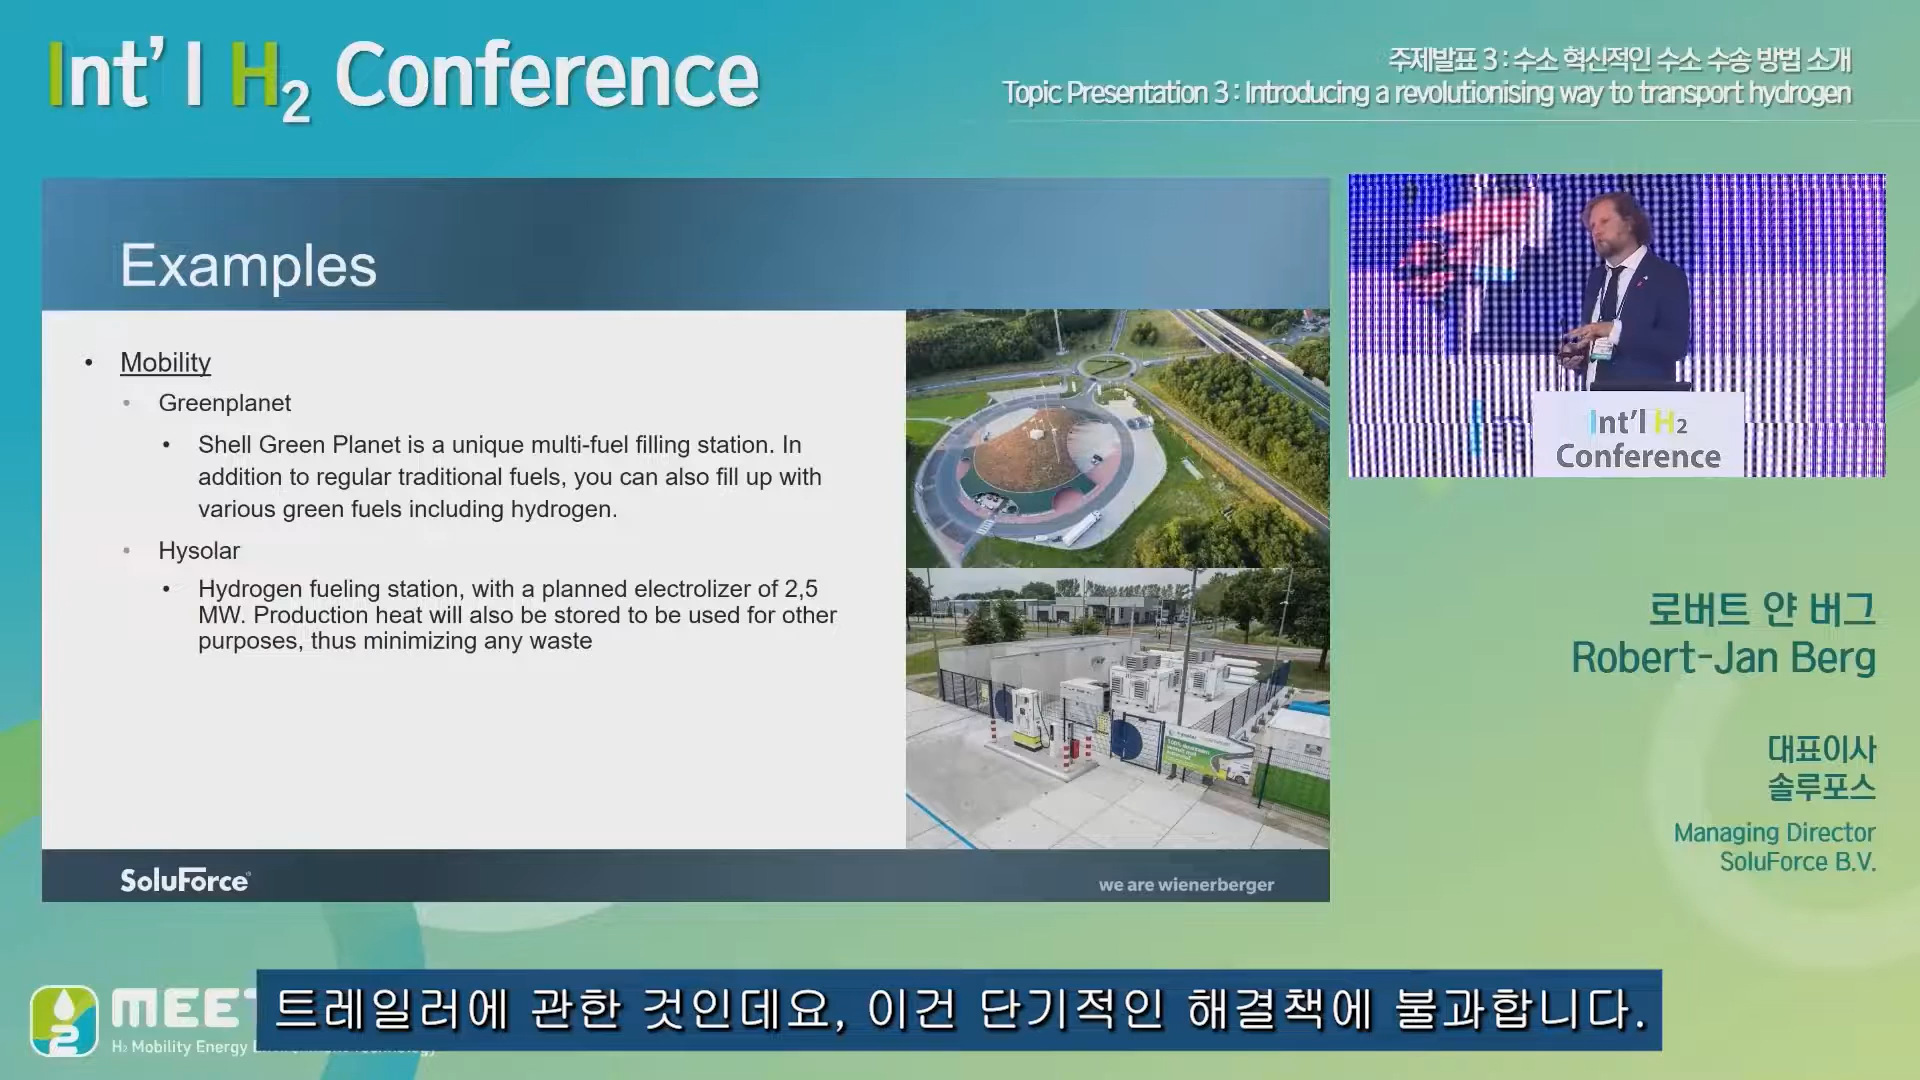 Int'l H2 Conference
주제발표 3 : 수소 혁신적인 수소 수송 방법 소개
Topic Presentation 3 : Introducing a revolutionising way to transport hydrogen
Examples
• Mobility
• Greenplanet
• Shell Green Planet is a unique multi-fuel filling station. In
addition to regular traditional fuels, you can also fill up with
various green fuels including hydrogen.
• Hysolar
• Hydrogen fueling station, with a planned electrolizer of 2,5
MW. Production heat will also be stored to be used for other
purposes, thus minimizing any waste
SoluForce
we are wienerberger
Int'l H2
Conference
로버트 얀 버그
Robert-Jan Berg
대표이사
솔루포스
Managing Director
SoluForce B.V.
MEET
H2 Mobility Energy
트레일러에 관한 것인데요, 이건 단기적인 해결책에 불과합니다.